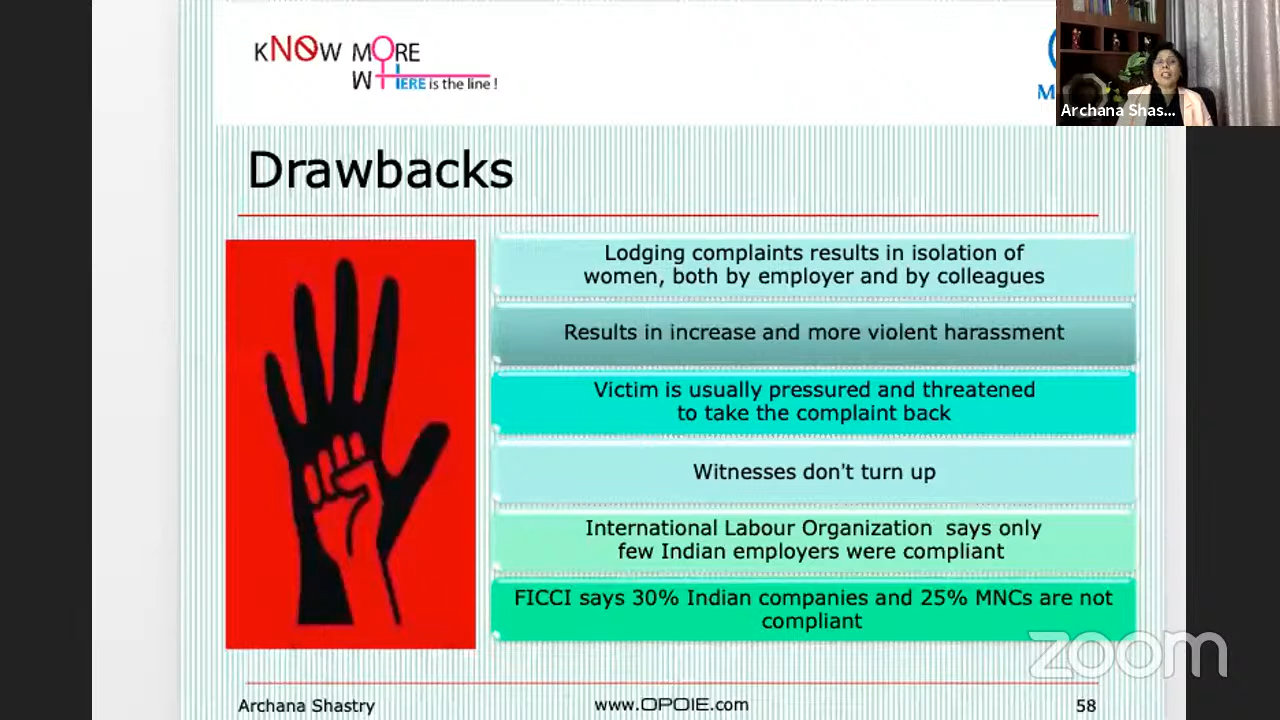 KNOW MORE
WHERE is the line !
Archana Shas...
Drawbacks
Lodging complaints results in isolation of
women, both by employer and by colleagues
Results in increase and more violent harassment
Victim is usually pressured and threatened
to take the complaint back
Witnesses don't turn up
International Labour Organization says only
few Indian employers were compliant
FICCI says 30% Indian companies and 25% MNCs are not
compliant
zoom
Archana Shastry
www.OPOIE.com
58